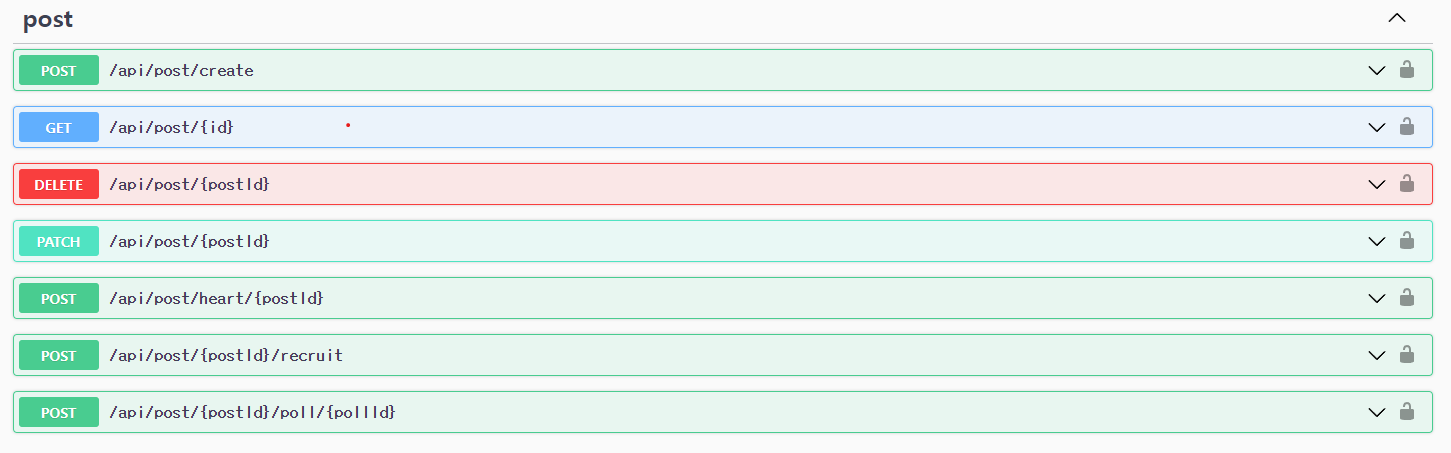 post
POST /api/post/create
GET /api/post/{id}
DELETE /api/post/{postId}
PATCH /api/post/{postId}
POST /api/post/heart/{postId}
POST /api/post/{postId}/recruit
POST /api/post/{postId}/poll/{pollId}